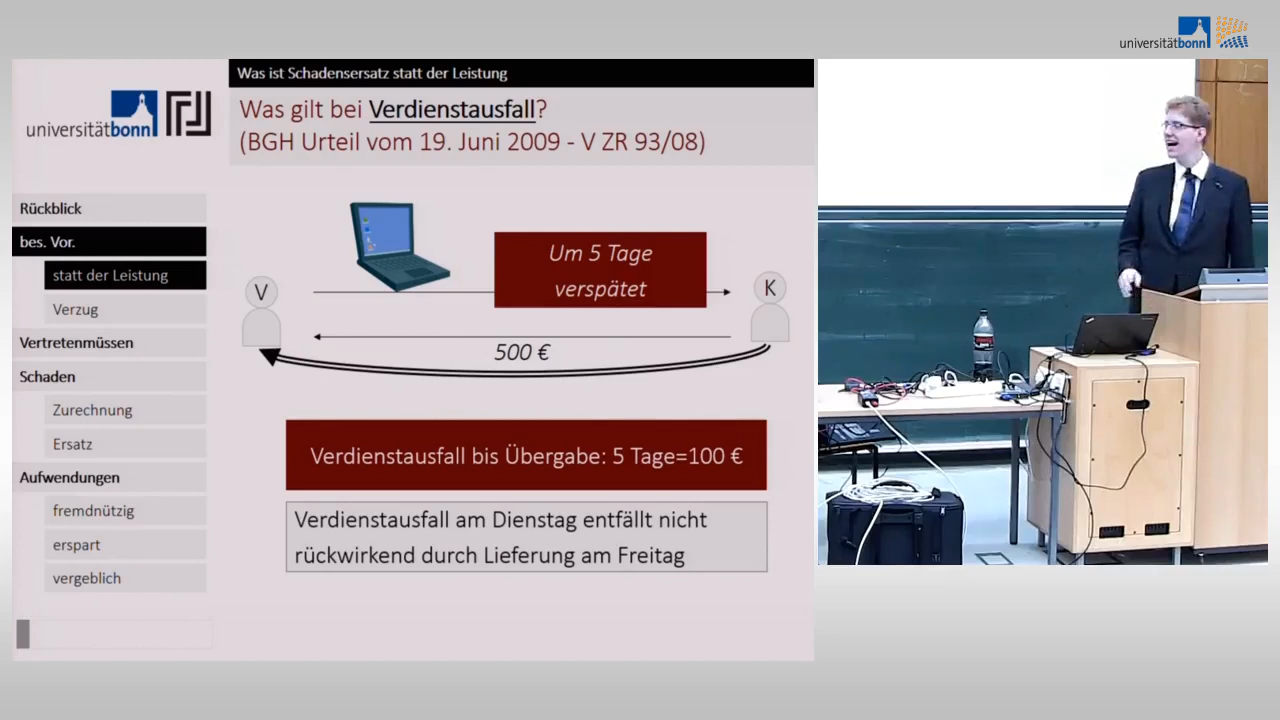 universitätbonn
Was ist Schadensersatz statt der Leistung
Was gilt bei Verdienstausfall?
(BGH Urteil vom 19. Juni 2009 - V ZR 93/08)
universitätbonn
Rückblick
bes. Vor.
statt der Leistung
Verzug
Vertretenmüssen
Schaden
Zurechnung
Ersatz
Aufwendungen
fremdnützig
erspart
vergeblich
Um 5 Tage
verspätet
V
K
500 €
Verdienstausfall bis Übergabe: 5 Tage=100 €
Verdienstausfall am Dienstag entfällt nicht
rückwirkend durch Lieferung am Freitag